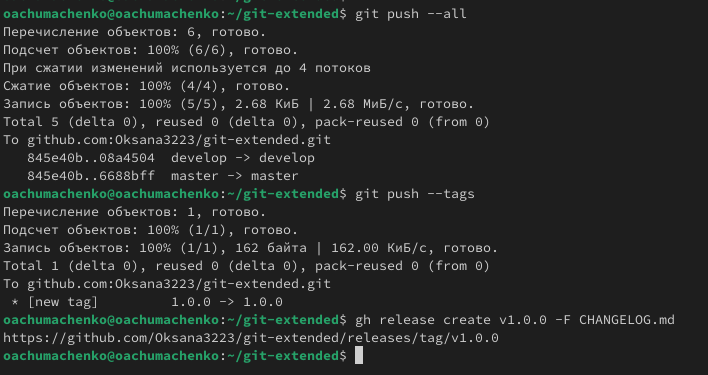 oachumachenko@oachumachenko:~/git-extended$ git push --all
Перечисление объектов: 6, готово.
Подсчет объектов: 100% (6/6), готово.
При сжатии изменений используется до 4 потоков
Сжатие объектов: 100% (4/4), готово.
Запись объектов: 100% (5/5), 2.68 КиБ | 2.68 МиБ/с, готово.
Total 5 (delta 0), reused 0 (delta 0), pack-reused 0 (from 0)
To github.com:Oksana3223/git-extended.git
   845e40b..08a4504  develop -> develop
   845e40b..6688bff  master -> master
oachumachenko@oachumachenko:~/git-extended$ git push --tags
Перечисление объектов: 1, готово.
Подсчет объектов: 100% (1/1), готово.
Запись объектов: 100% (1/1), 162 байта | 162.00 КиБ/с, готово.
Total 1 (delta 0), reused 0 (delta 0), pack-reused 0 (from 0)
To github.com:Oksana3223/git-extended.git
 * [new tag]         1.0.0 -> 1.0.0
oachumachenko@oachumachenko:~/git-extended$ gh release create v1.0.0 -F CHANGELOG.md
https://github.com/Oksana3223/git-extended/releases/tag/v1.0.0
oachumachenko@oachumachenko:~/git-extended$